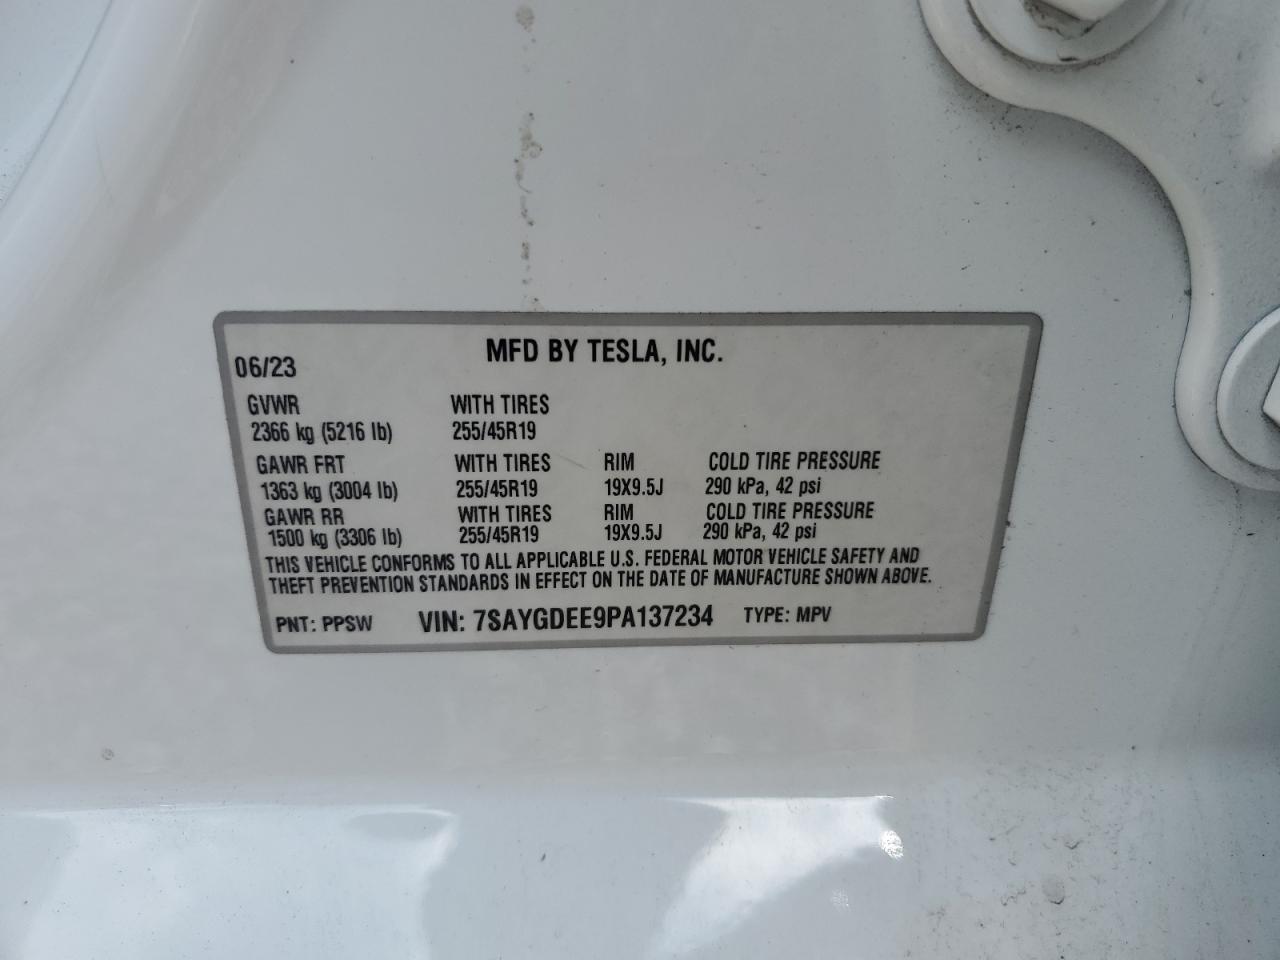 MFD BY TESLA, INC.
06/23
GVWR WITH TIRES
2366 kg (5216 lb) 255/45R19
GAWR FRT WITH TIRES RIM COLD TIRE PRESSURE
1363 kg (3004 lb) 255/45R19 19X9.5J 290 kPa, 42 psi
GAWR RR WITH TIRES RIM COLD TIRE PRESSURE
1500 kg (3306 lb) 255/45R19 19X9.5J 290 kPa, 42 psi
THIS VEHICLE CONFORMS TO ALL APPLICABLE U.S. FEDERAL MOTOR VEHICLE SAFETY AND
THEFT PREVENTION STANDARDS IN EFFECT ON THE DATE OF MANUFACTURE SHOWN ABOVE.
PNT: PPSW VIN: 7SAYGDEE9PA137234 TYPE: MPV